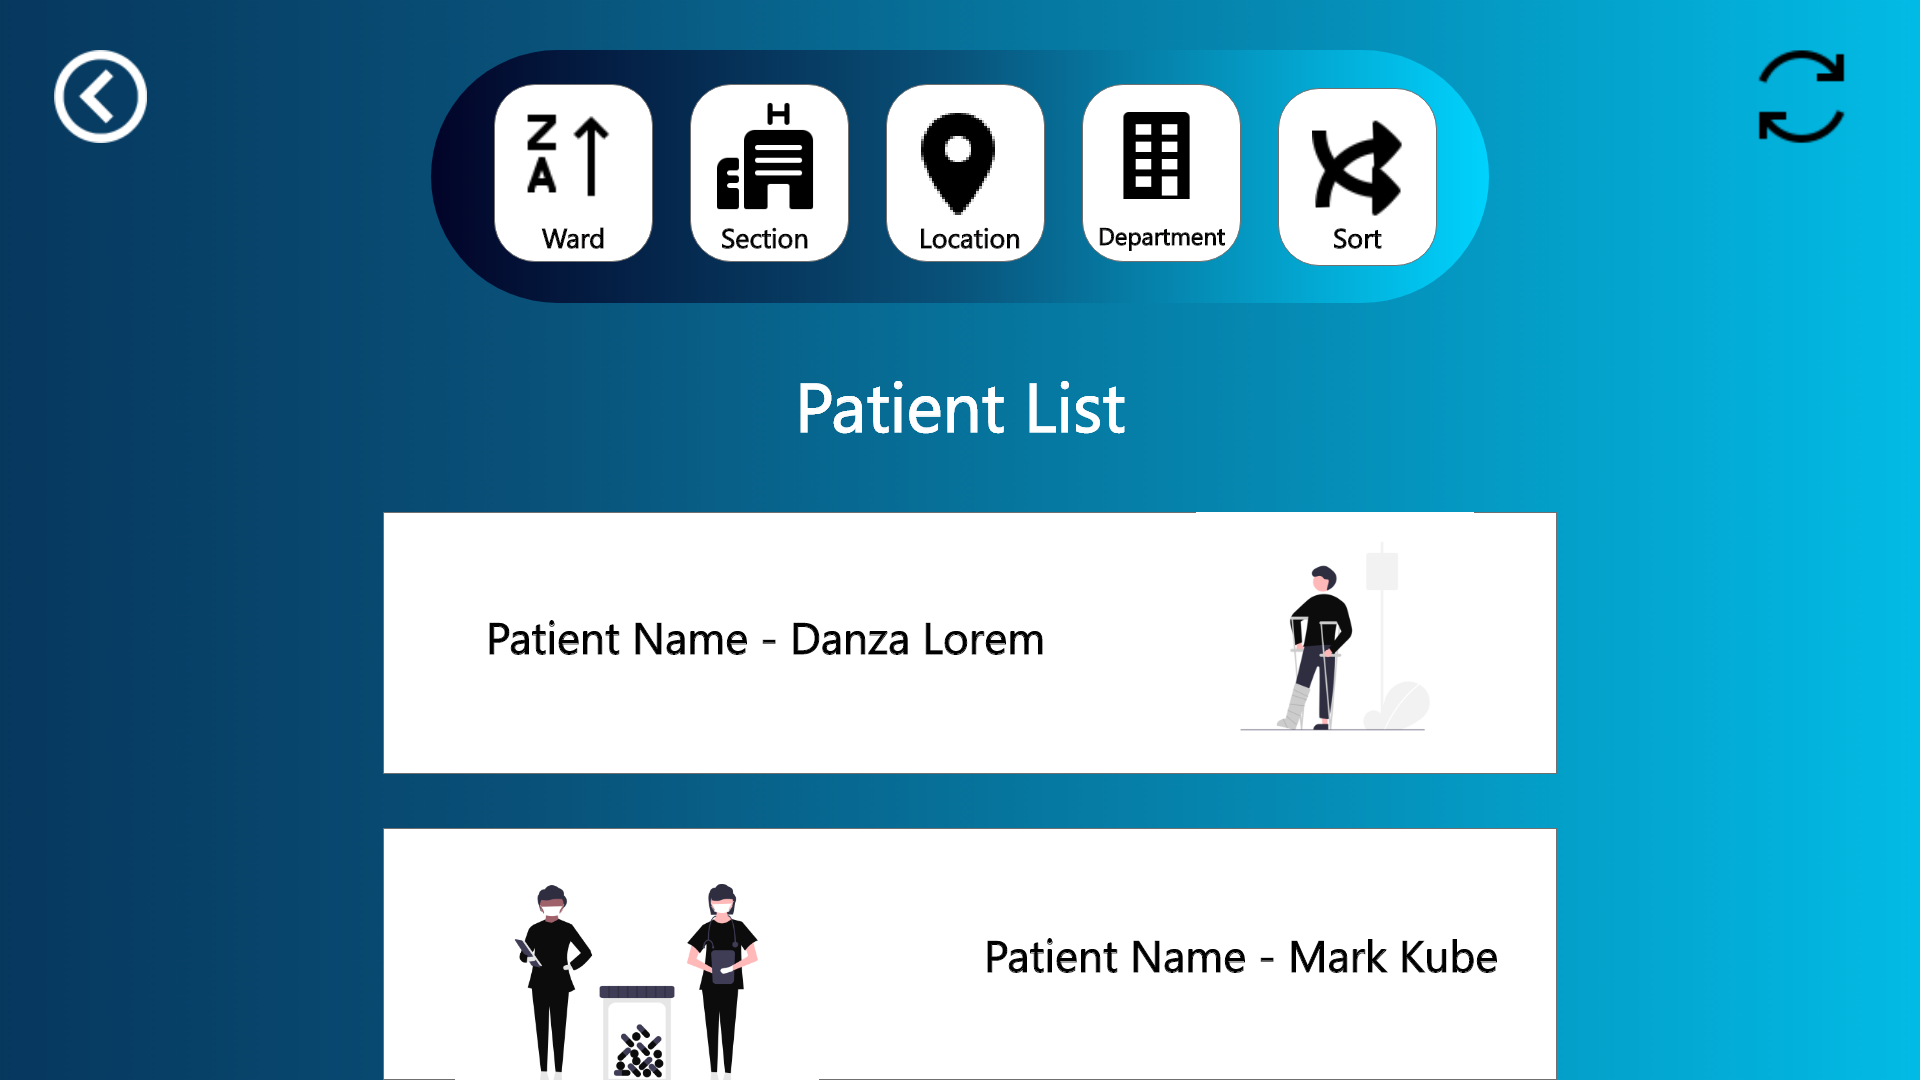 Z
A
H
Ward
Section
Location
Department
Sort
Patient List
Patient Name - Danza Lorem
Patient Name - Mark Kube